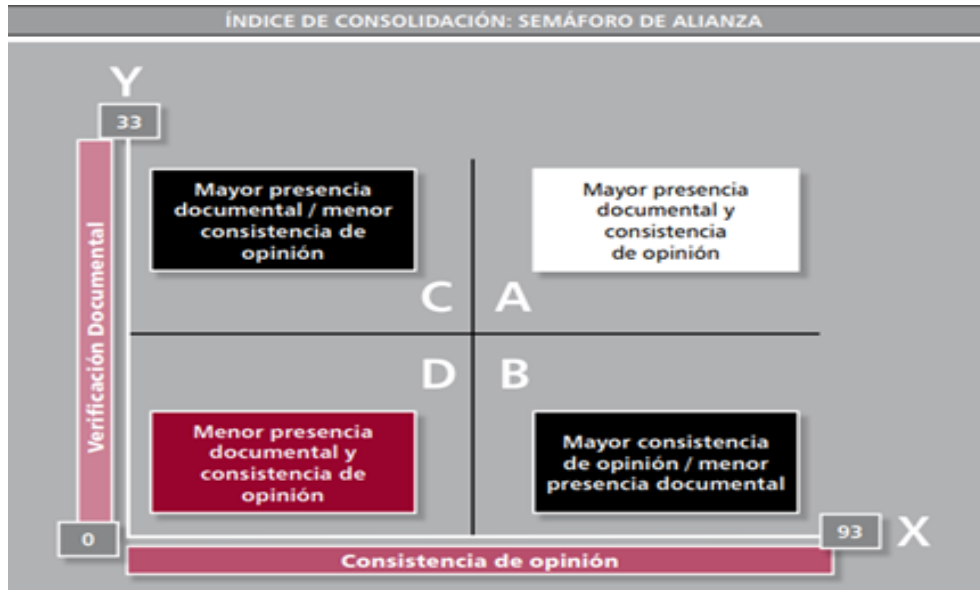 ÍNDICE DE CONSOLIDACIÓN: SEMÁFORO DE ALIANZA
Y
33
Verificación Documental
Mayor presencia
documental / menor
consistencia de
opinión
Mayor presencia
documental y
consistencia
de opinión
C
A
D
B
Menor presencia
documental y
consistencia de
opinión
Mayor consistencia
de opinión / menor
presencia documental
0
93
X
Consistencia de opinión